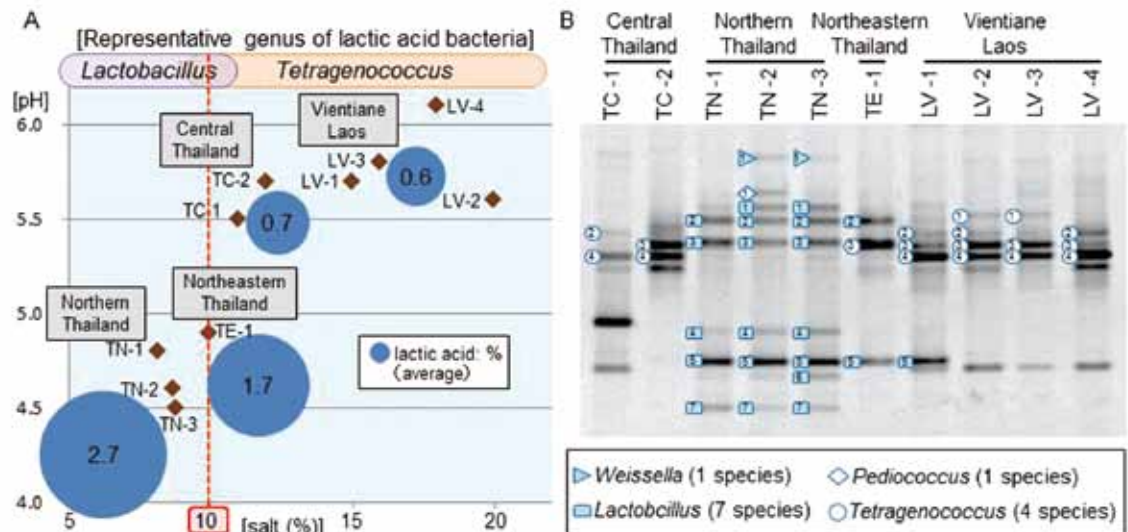 A
[Representative genus of lactic acid bacteria]
Lactobacillus
Tetragenococcus
[pH]
6.0
5.5
5.0
4.5
4.0
LV-4
Vientiane
Laos
Central
Thailand
LV-3
TC-2
LV-1
0.6
LV-2
TC-1
0.7
Northeastern
Thailand
Northern
Thailand
TE-1
TN-1
lactic acid: %
(average)
1.7
TN-2
TN-3
2.7
5
10
[salt (%)]
15
20
B
Central
Thailand
Northern
Thailand
Northeastern
Thailand
Vientiane
Laos
TC-1
TC-2
TN-1
TN-2
TN-3
TE-1
LV-1
LV-2
LV-3
LV-4
Weissella (1 species)
Pediococcus (1 species)
Lactobcillus (7 species)
Tetragenococcus (4 species)